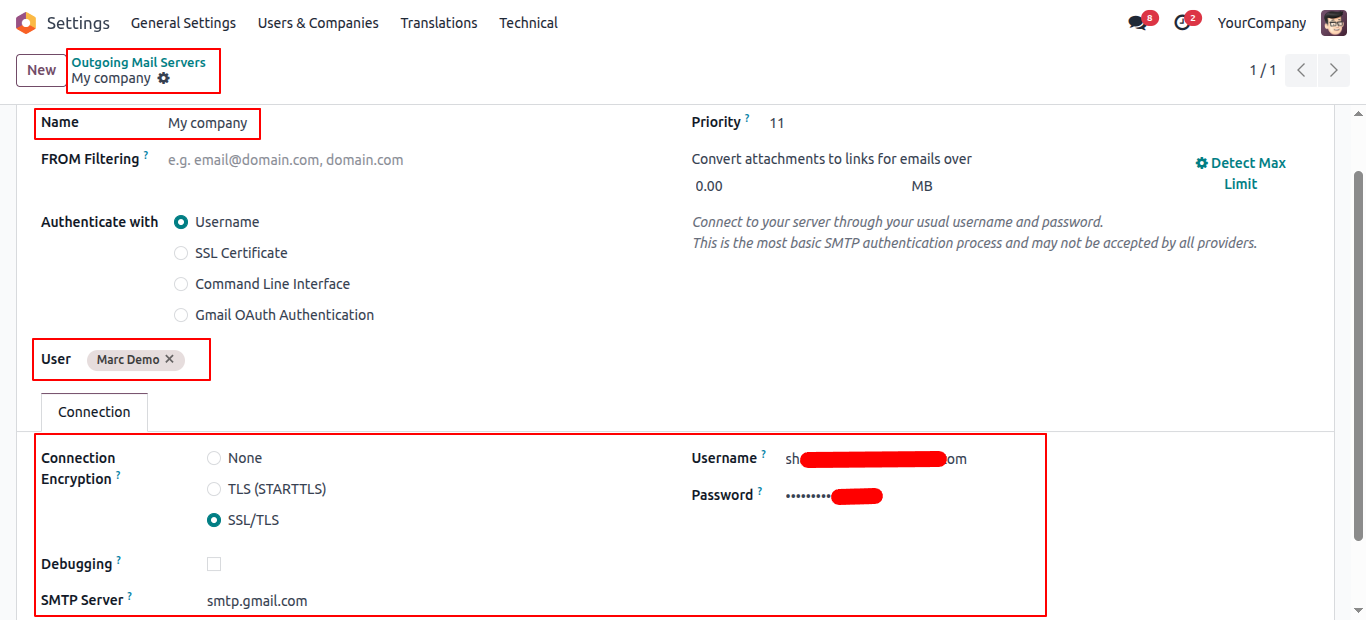 Settings General Settings Users & Companies Translations Technical 8 2 YourCompany
New Outgoing Mail Servers
My company 1 / 1
Name My company Priority ? 11
FROM Filtering ? e.g. email@domain.com, domain.com Convert attachments to links for emails over Detect Max
Limit
0.00 MB
Authenticate with Username Connect to your server through your usual username and password.
This is the most basic SMTP authentication process and may not be accepted by all providers.
SSL Certificate
Command Line Interface
Gmail OAuth Authentication
User Marc Demo ✕
Connection
Connection
Encryption ? None Username ? sh om
TLS (STARTTLS) Password ? •••••••••
SSL/TLS
Debugging ?
SMTP Server ? smtp.gmail.com